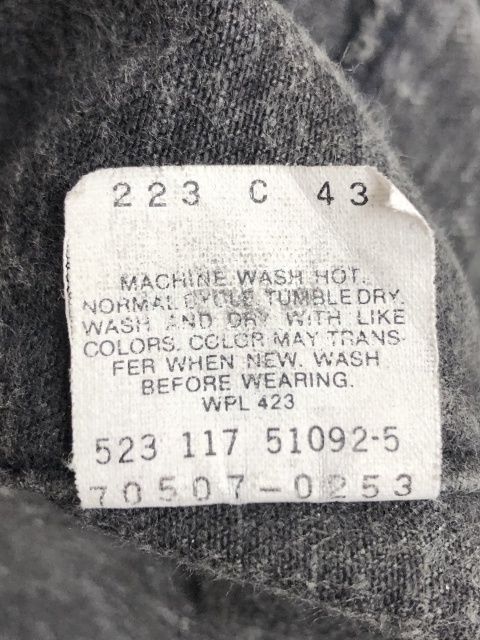 223 C 43
MACHINE WASH HOT.
NORMAL CYCLE. TUMBLE DRY.
WASH AND DRY WITH LIKE
COLORS. COLOR MAY TRANS-
FER WHEN NEW. WASH
BEFORE WEARING.
WPL 423
523 117 51092-5
70507-0253